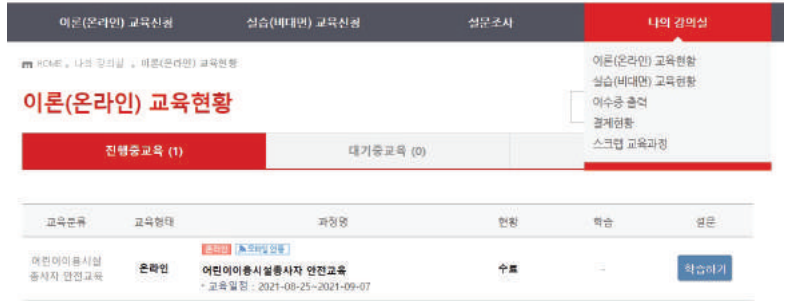 이론(온라인) 교육신청 실습(비대면) 교육신청 설문조사 나의 강의실
HOME 나의 강의실 이론(온라인) 교육현황
이론(온라인) 교육현황
이론(온라인) 교육현황
실습(비대면) 교육현황
이수증 출력
결제현황
스크랩 교육과정
진행중교육 (1) 대기중교육 (0)
교육분류 교육형태 과정명 현황 학습 설문
온라인 모바일 연동
어린이이용시설 종사자 안전교육 온라인 어린이이용시설종사자 안전교육 수료 - 학습하기
- 교육일정 : 2021-08-25~2021-09-07